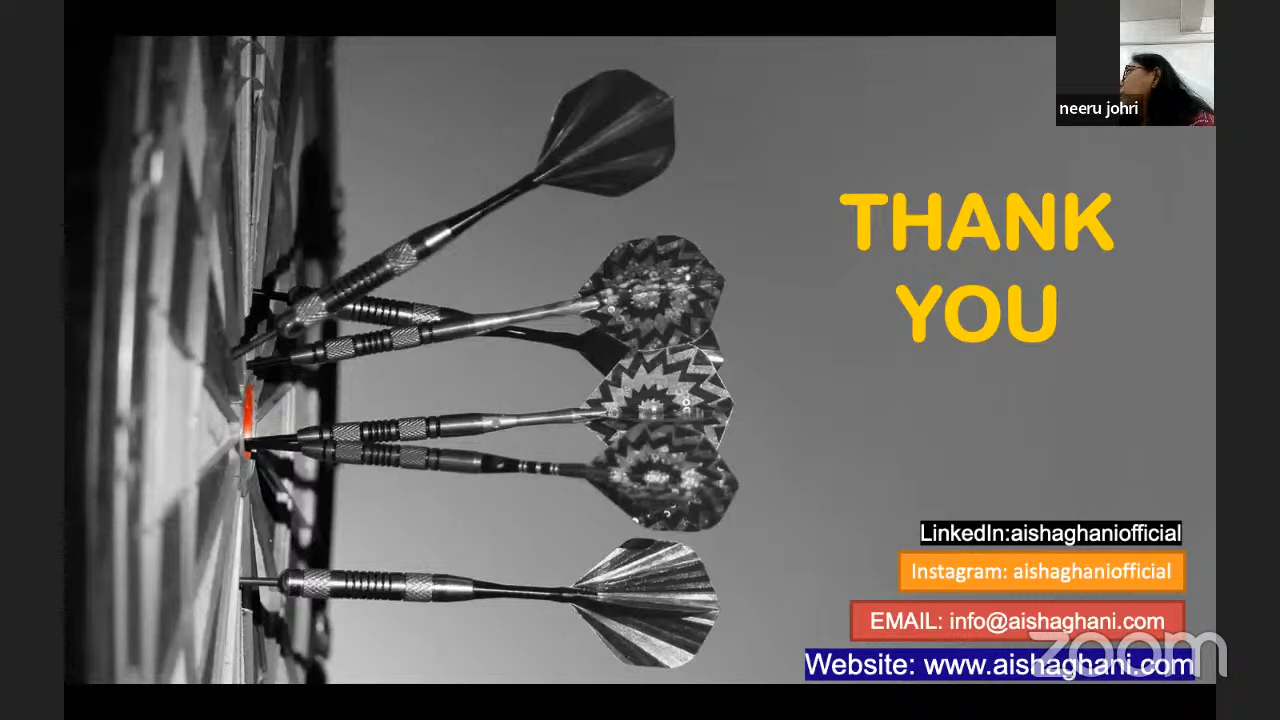 neeru johri
THANK
YOU
LinkedIn:aishaghaniofficial
Instagram: aishaghaniofficial
EMAIL: info@aishaghani.com
Website: www.aishaghani.com
zoom